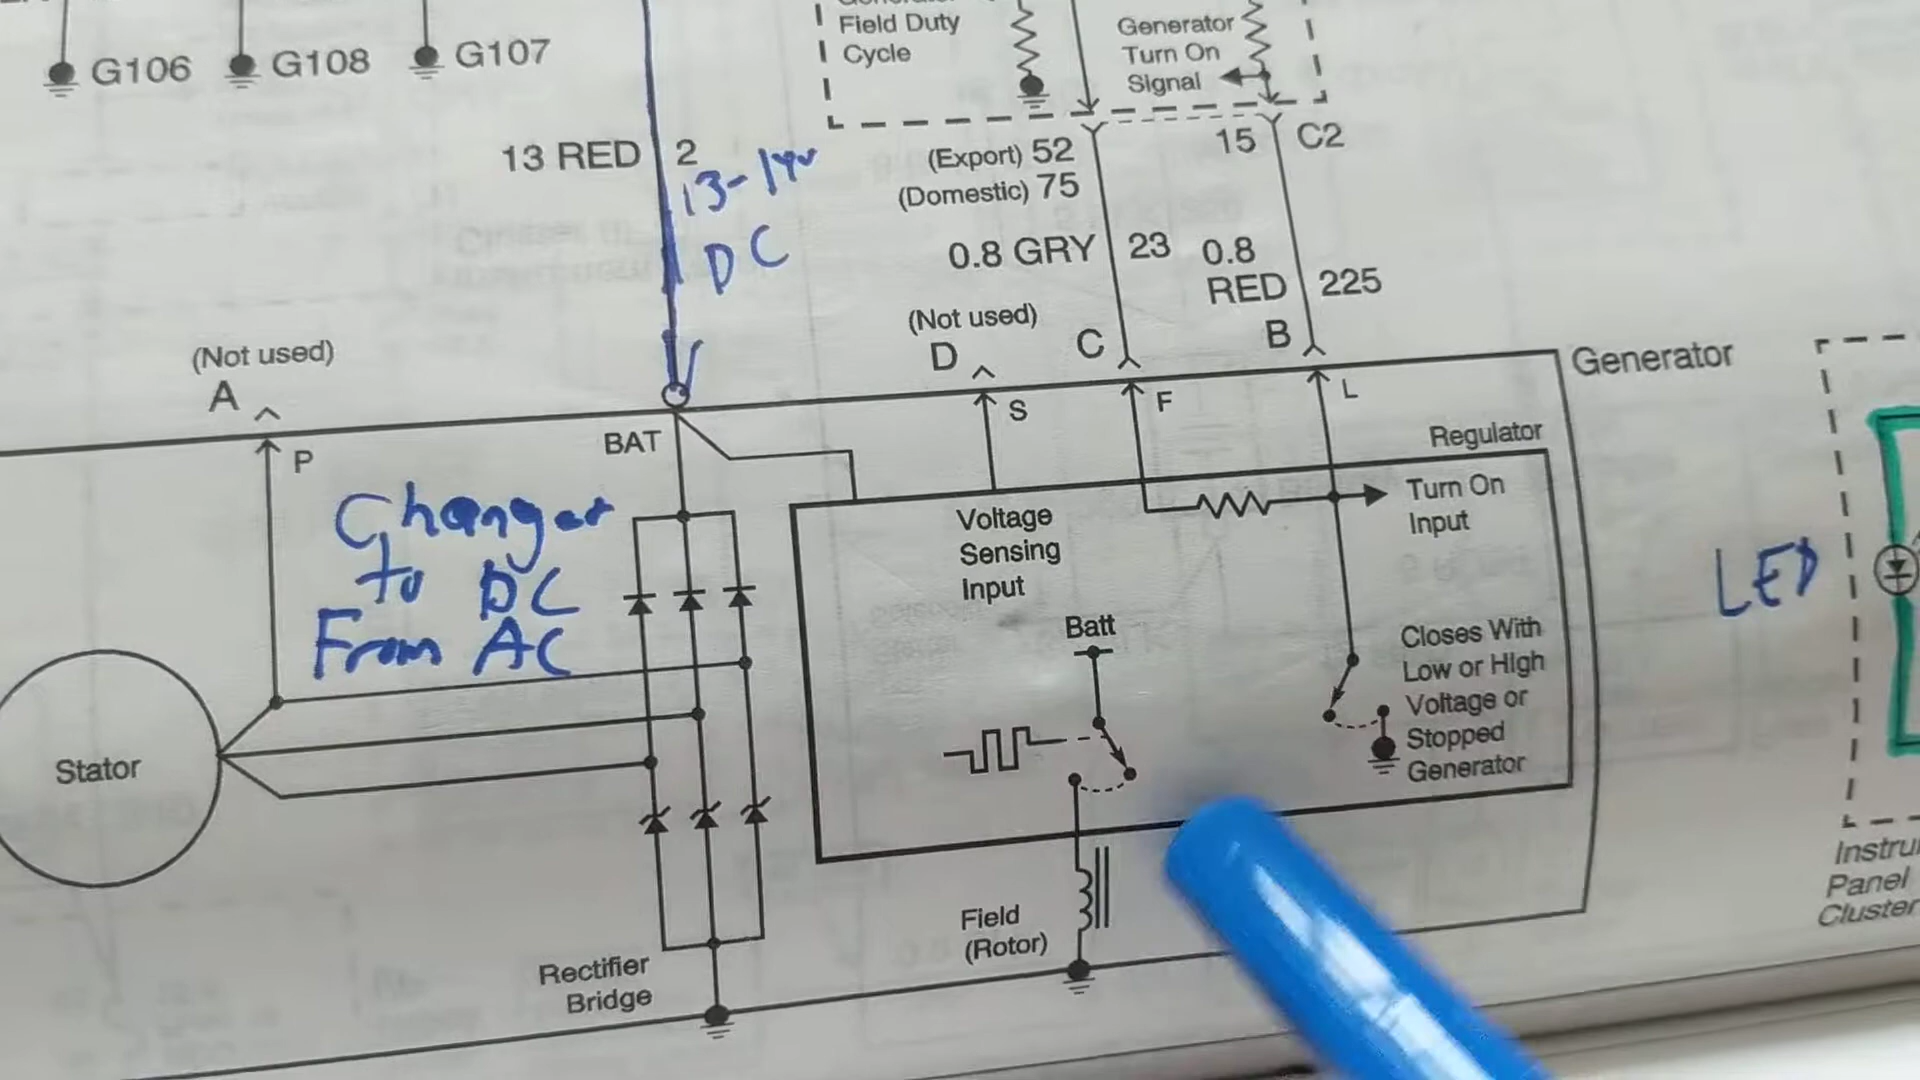 Field Duty
Cycle
Generator
Turn On
Signal
G106
G108
G107
13 RED
2
13-14v
DC
(Export) 52
(Domestic) 75
15
C2
0.8 GRY
23
0.8
RED
225
(Not used)
D
C
B
(Not used)
A
Generator
P
BAT
S
F
L
Regulator
Changer
to DC
From AC
Voltage
Sensing
Input
Turn On
Input
Batt
LED
Closes With
Low or HIgh
Voltage or
Stopped
Generator
Stator
Field
(Rotor)
Rectifier
Bridge
Panel
Cluster